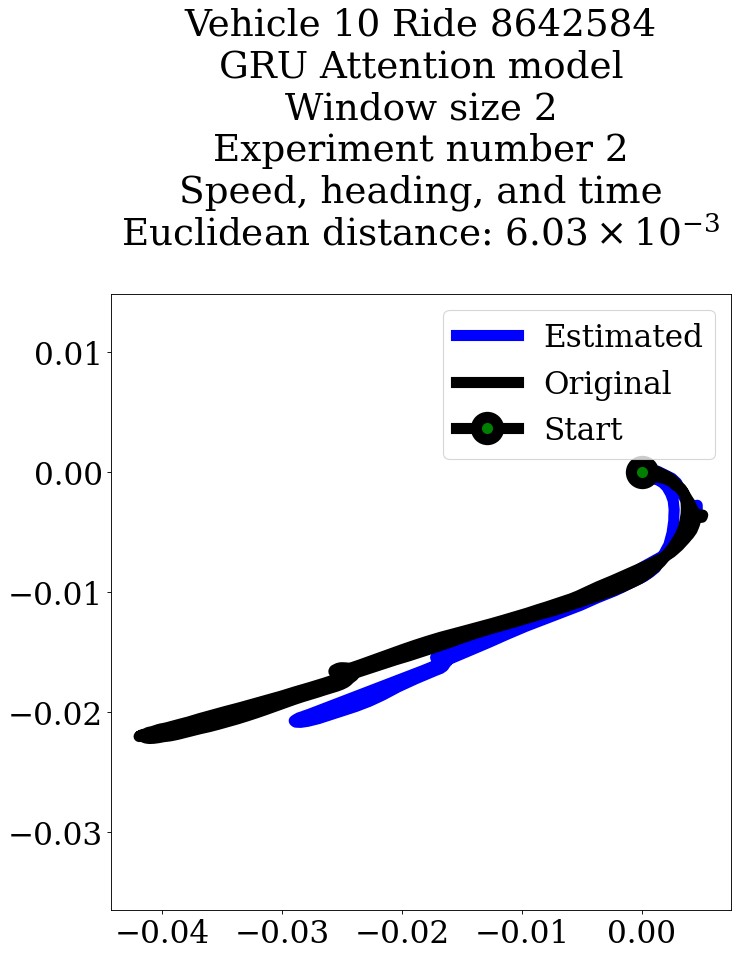 Vehicle 10 Ride 8642584
GRU Attention model
Window size 2
Experiment number 2
Speed, heading, and time
Euclidean distance: 6.03 × 10⁻³
Estimated
Original
Start
0.01
0.00
−0.01
−0.02
−0.03
−0.04 −0.03 −0.02 −0.01 0.00